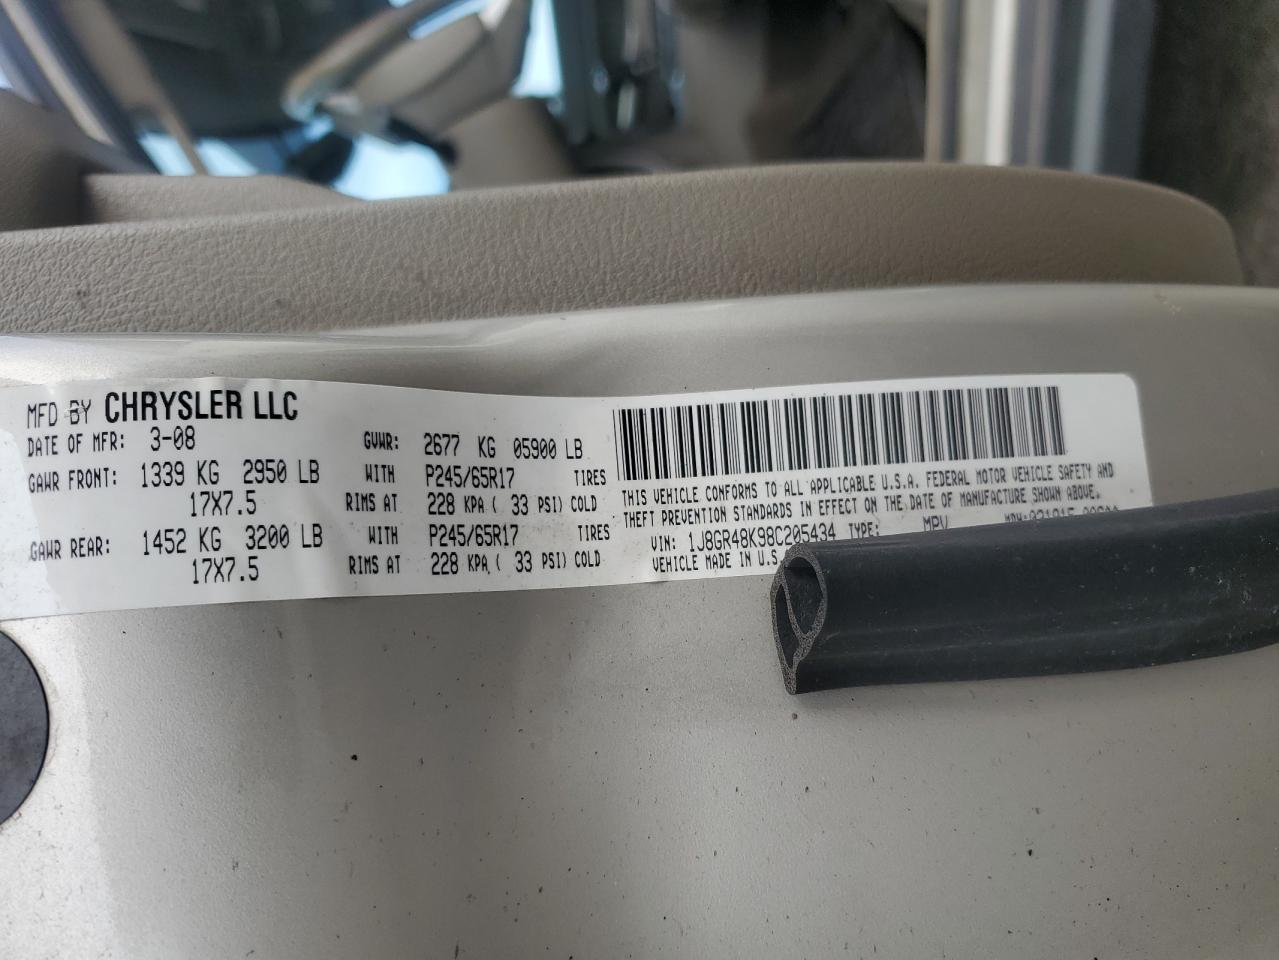 MFD BY CHRYSLER LLC
DATE OF MFR: 3-08 GVWR: 2677 KG 05900 LB
GAWR FRONT: 1339 KG 2950 LB WITH P245/65R17 TIRES
17X7.5 RIMS AT 228 KPA ( 33 PSI) COLD
GAWR REAR: 1452 KG 3200 LB WITH P245/65R17 TIRES
17X7.5 RIMS AT 228 KPA ( 33 PSI) COLD
THIS VEHICLE CONFORMS TO ALL APPLICABLE U.S.A. FEDERAL MOTOR VEHICLE SAFETY AND
THEFT PREVENTION STANDARDS IN EFFECT ON THE DATE OF MANUFACTURE SHOWN ABOVE.
VIN: 1J8GR48K98C205434 TYPE: MPV MDH:
VEHICLE MADE IN U.S.